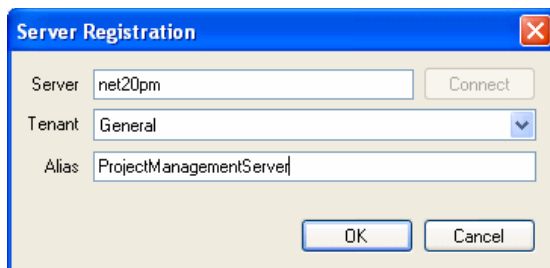 Server Registration
Server net20pm Connect
Tenant General
Alias ProjectManagementServer
OK Cancel